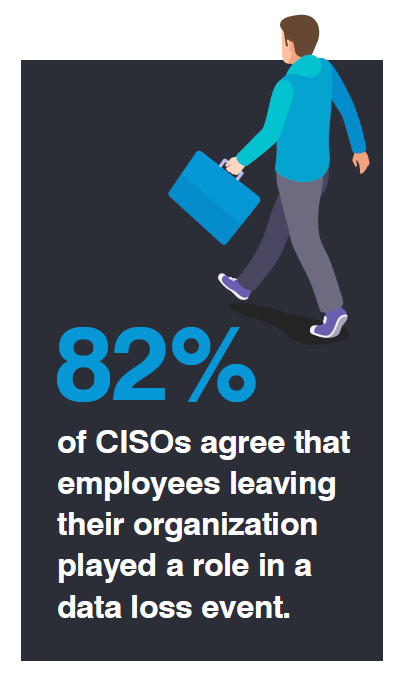 82%
of CISOs agree that
employees leaving
their organization
played a role in a
data loss event.